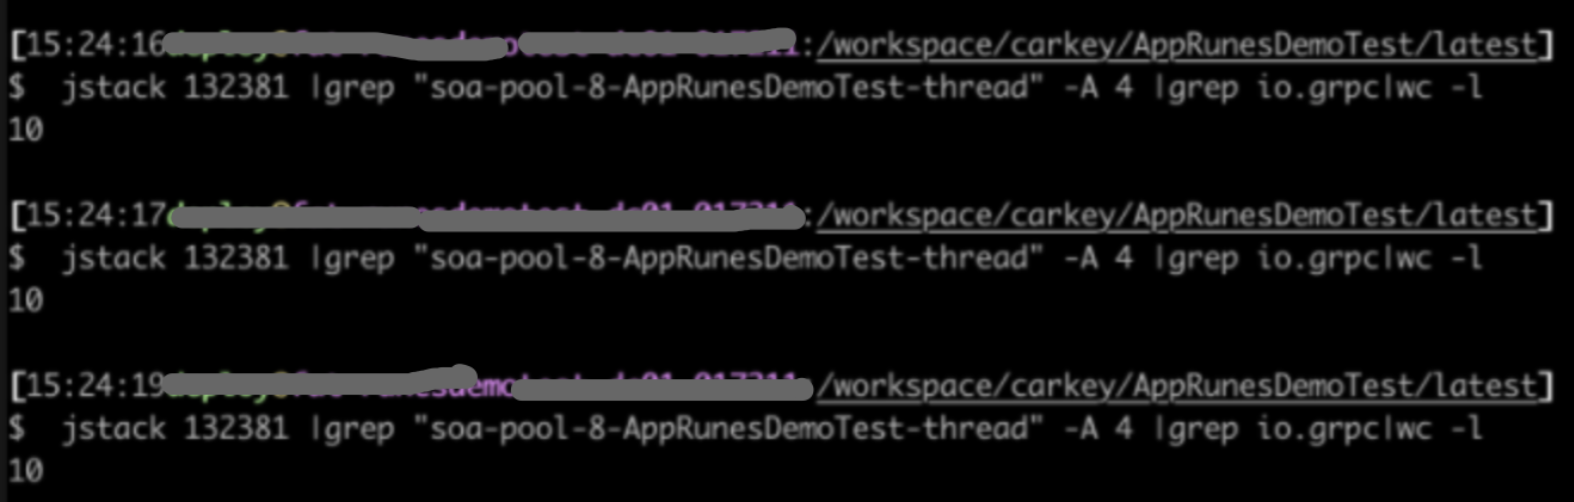 [15:24:16 :/workspace/carkey/AppRunesDemoTest/latest]
$ jstack 132381 |grep "soa-pool-8-AppRunesDemoTest-thread" -A 4 |grep io.grpc|wc -l
10
[15:24:17 :/workspace/carkey/AppRunesDemoTest/latest]
$ jstack 132381 |grep "soa-pool-8-AppRunesDemoTest-thread" -A 4 |grep io.grpc|wc -l
10
[15:24:19 /workspace/carkey/AppRunesDemoTest/latest]
$ jstack 132381 |grep "soa-pool-8-AppRunesDemoTest-thread" -A 4 |grep io.grpc|wc -l
10